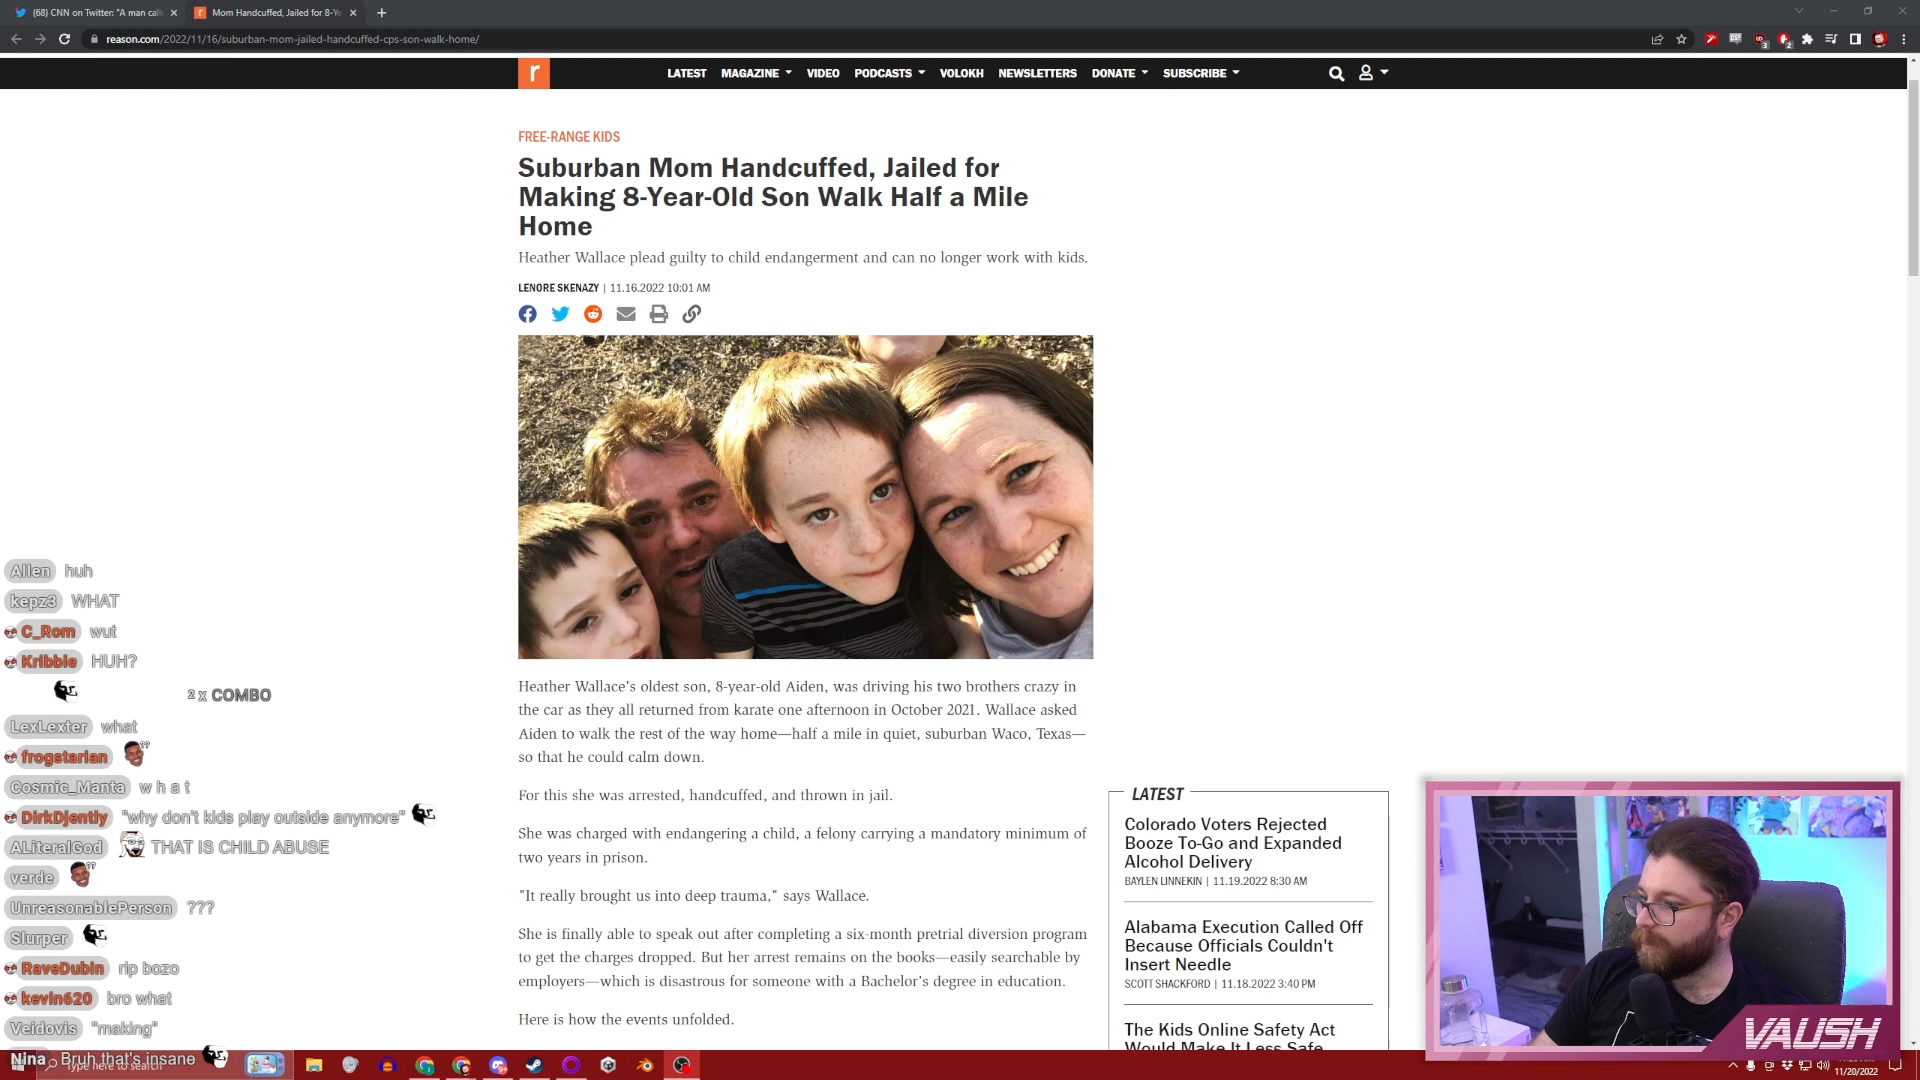 (68) CNN on Twitter: "A man call
Mom Handcuffed, Jailed for 8-Ye
reason.com/2022/11/16/suburban-mom-jailed-handcuffed-cps-son-walk-home/
r
LATEST MAGAZINE VIDEO PODCASTS VOLOKH NEWSLETTERS DONATE SUBSCRIBE
FREE-RANGE KIDS
Suburban Mom Handcuffed, Jailed for
Making 8-Year-Old Son Walk Half a Mile
Home
Heather Wallace plead guilty to child endangerment and can no longer work with kids.
LENORE SKENAZY | 11.16.2022 10:01 AM
Heather Wallace's oldest son, 8-year-old Aiden, was driving his two brothers crazy in
the car as they all returned from karate one afternoon in October 2021. Wallace asked
Aiden to walk the rest of the way home—half a mile in quiet, suburban Waco, Texas—
so that he could calm down.
For this she was arrested, handcuffed, and thrown in jail.
She was charged with endangering a child, a felony carrying a mandatory minimum of
two years in prison.
"It really brought us into deep trauma," says Wallace.
She is finally able to speak out after completing a six-month pretrial diversion program
to get the charges dropped. But her arrest remains on the books—easily searchable by
employers—which is disastrous for someone with a Bachelor's degree in education.
Here is how the events unfolded.
LATEST
Colorado Voters Rejected
Booze To-Go and Expanded
Alcohol Delivery
BAYLEN LINNEKIN | 11.19.2022 8:30 AM
Alabama Execution Called Off
Because Officials Couldn't
Insert Needle
SCOTT SHACKFORD | 11.18.2022 3:40 PM
The Kids Online Safety Act
Would Make It Less Safe
Allen huh
kepz3 WHAT
C_Rom wut
Kribbie HUH?
2 x COMBO
LexLexter what
frogstarian
Cosmic_Manta w h a t
DirkDjently "why don't kids play outside anymore"
ALiteralGod THAT IS CHILD ABUSE
verde
UnreasonablePerson ???
Slurper
RaveDubin rip bozo
kevin620 bro what
Veidovis "making"
Nina Bruh that's insane
Type here to search
VAUSH
11/20/2022